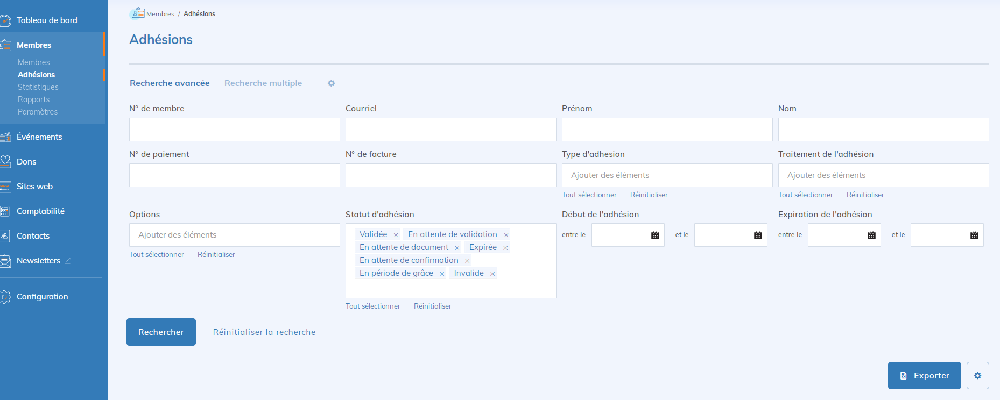 Tableau de bord
Membres
Membres
Adhésions
Statistiques
Rapports
Paramètres
Événements
Dons
Sites web
Comptabilité
Contacts
Newsletters
Configuration
Membres / Adhésions
Adhésions
Recherche avancée Recherche multiple
N° de membre Courriel Prénom Nom
N° de paiement N° de facture Type d'adhesion Traitement de l'adhésion
Ajouter des éléments Ajouter des éléments
Tout sélectionner Réinitialiser Tout sélectionner Réinitialiser
Options Statut d'adhésion Début de l'adhésion Expiration de l'adhésion
Ajouter des éléments
Tout sélectionner Réinitialiser
Validée × En attente de validation ×
En attente de document × Expirée ×
En attente de confirmation ×
En période de grâce × Invalide ×
Tout sélectionner Réinitialiser
entre le et le entre le et le
Rechercher Réinitialiser la recherche
Exporter